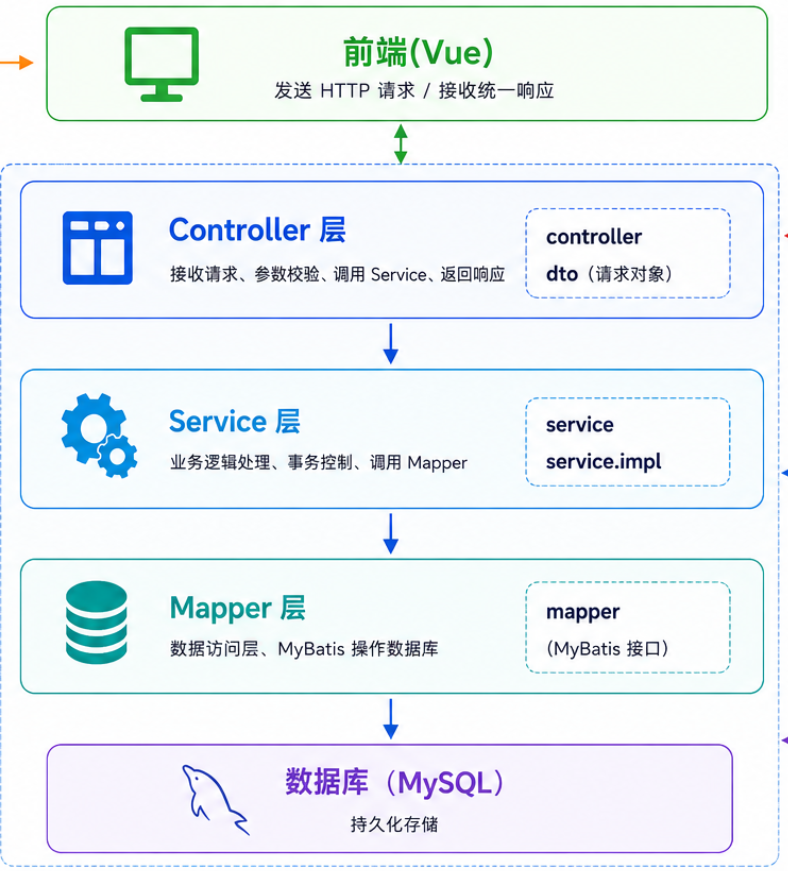 前端(Vue)
发送 HTTP 请求 / 接收统一响应
Controller 层
接收请求、参数校验、调用 Service、返回响应
controller
dto（请求对象）
Service 层
业务逻辑处理、事务控制、调用 Mapper
service
service.impl
Mapper 层
数据访问层、MyBatis 操作数据库
mapper
（MyBatis 接口）
数据库（MySQL）
持久化存储